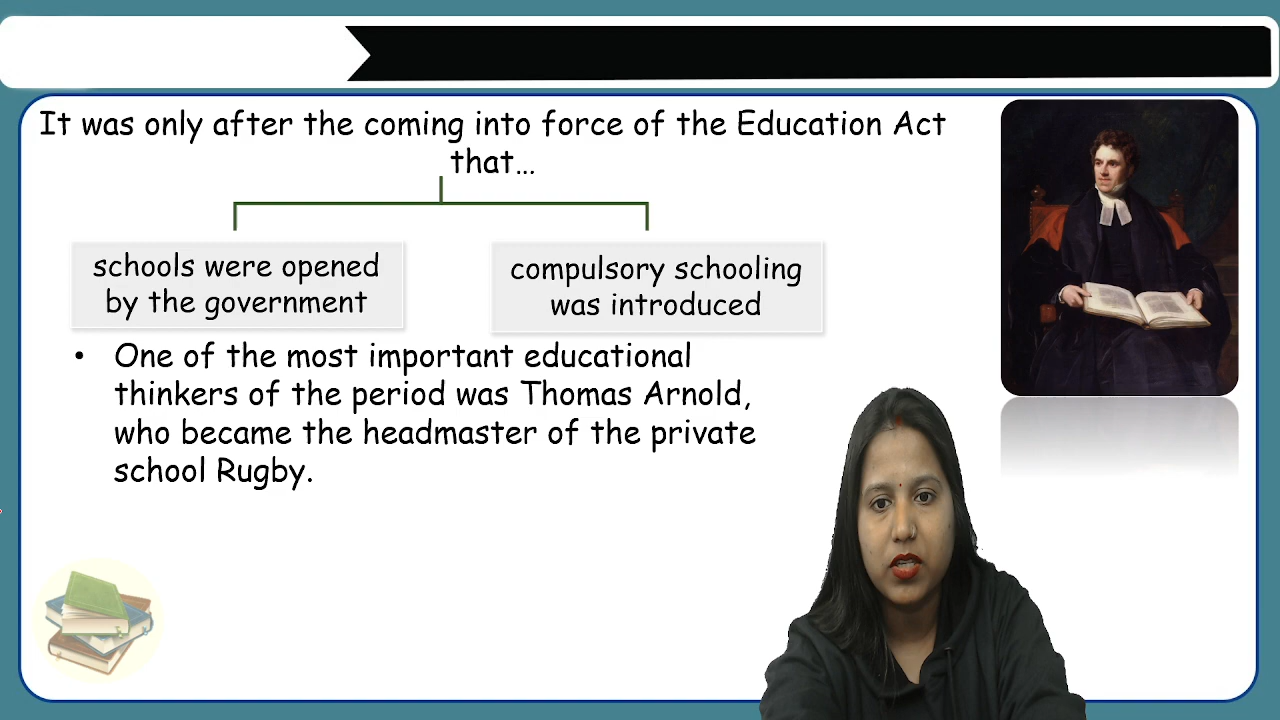 It was only after the coming into force of the Education Act
that...
schools were opened
by the government
compulsory schooling
was introduced
• One of the most important educational
thinkers of the period was Thomas Arnold,
who became the headmaster of the private
school Rugby.